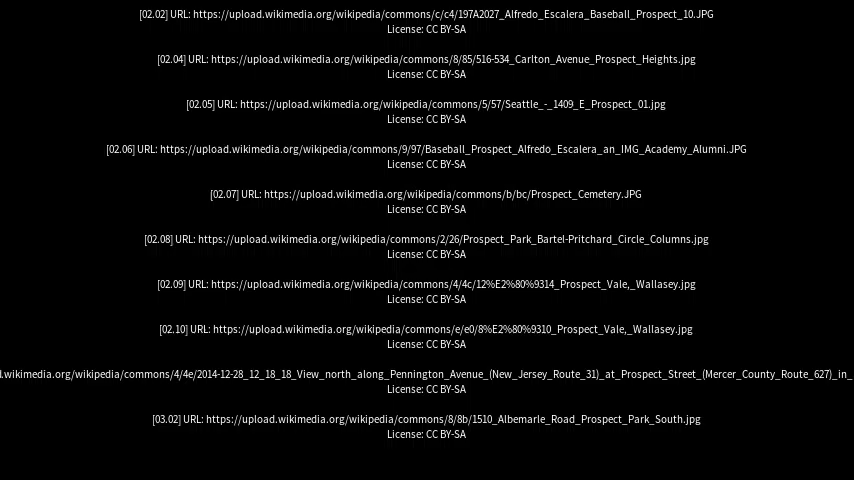 [02.02] URL: https://upload.wikimedia.org/wikipedia/commons/c/c4/197A2027_Alfredo_Escalera_Baseball_Prospect_10.JPG
License: CC BY-SA
[02.04] URL: https://upload.wikimedia.org/wikipedia/commons/8/85/516-534_Carlton_Avenue_Prospect_Heights.jpg
License: CC BY-SA
[02.05] URL: https://upload.wikimedia.org/wikipedia/commons/5/57/Seattle_-_1409_E_Prospect_01.jpg
License: CC BY-SA
[02.06] URL: https://upload.wikimedia.org/wikipedia/commons/9/97/Baseball_Prospect_Alfredo_Escalera_an_IMG_Academy_Alumni.JPG
License: CC BY-SA
[02.07] URL: https://upload.wikimedia.org/wikipedia/commons/b/bc/Prospect_Cemetery.JPG
License: CC BY-SA
[02.08] URL: https://upload.wikimedia.org/wikipedia/commons/2/26/Prospect_Park_Bartel-Pritchard_Circle_Columns.jpg
License: CC BY-SA
[02.09] URL: https://upload.wikimedia.org/wikipedia/commons/4/4c/12%E2%80%9314_Prospect_Vale,_Wallasey.jpg
License: CC BY-SA
[02.10] URL: https://upload.wikimedia.org/wikipedia/commons/e/e0/8%E2%80%9310_Prospect_Vale,_Wallasey.jpg
License: CC BY-SA
d.wikimedia.org/wikipedia/commons/4/4e/2014-12-28_12_18_18_View_north_along_Pennington_Avenue_(New_Jersey_Route_31)_at_Prospect_Street_(Mercer_County_Route_627)_in_
License: CC BY-SA
[03.02] URL: https://upload.wikimedia.org/wikipedia/commons/8/8b/1510_Albemarle_Road_Prospect_Park_South.jpg
License: CC BY-SA